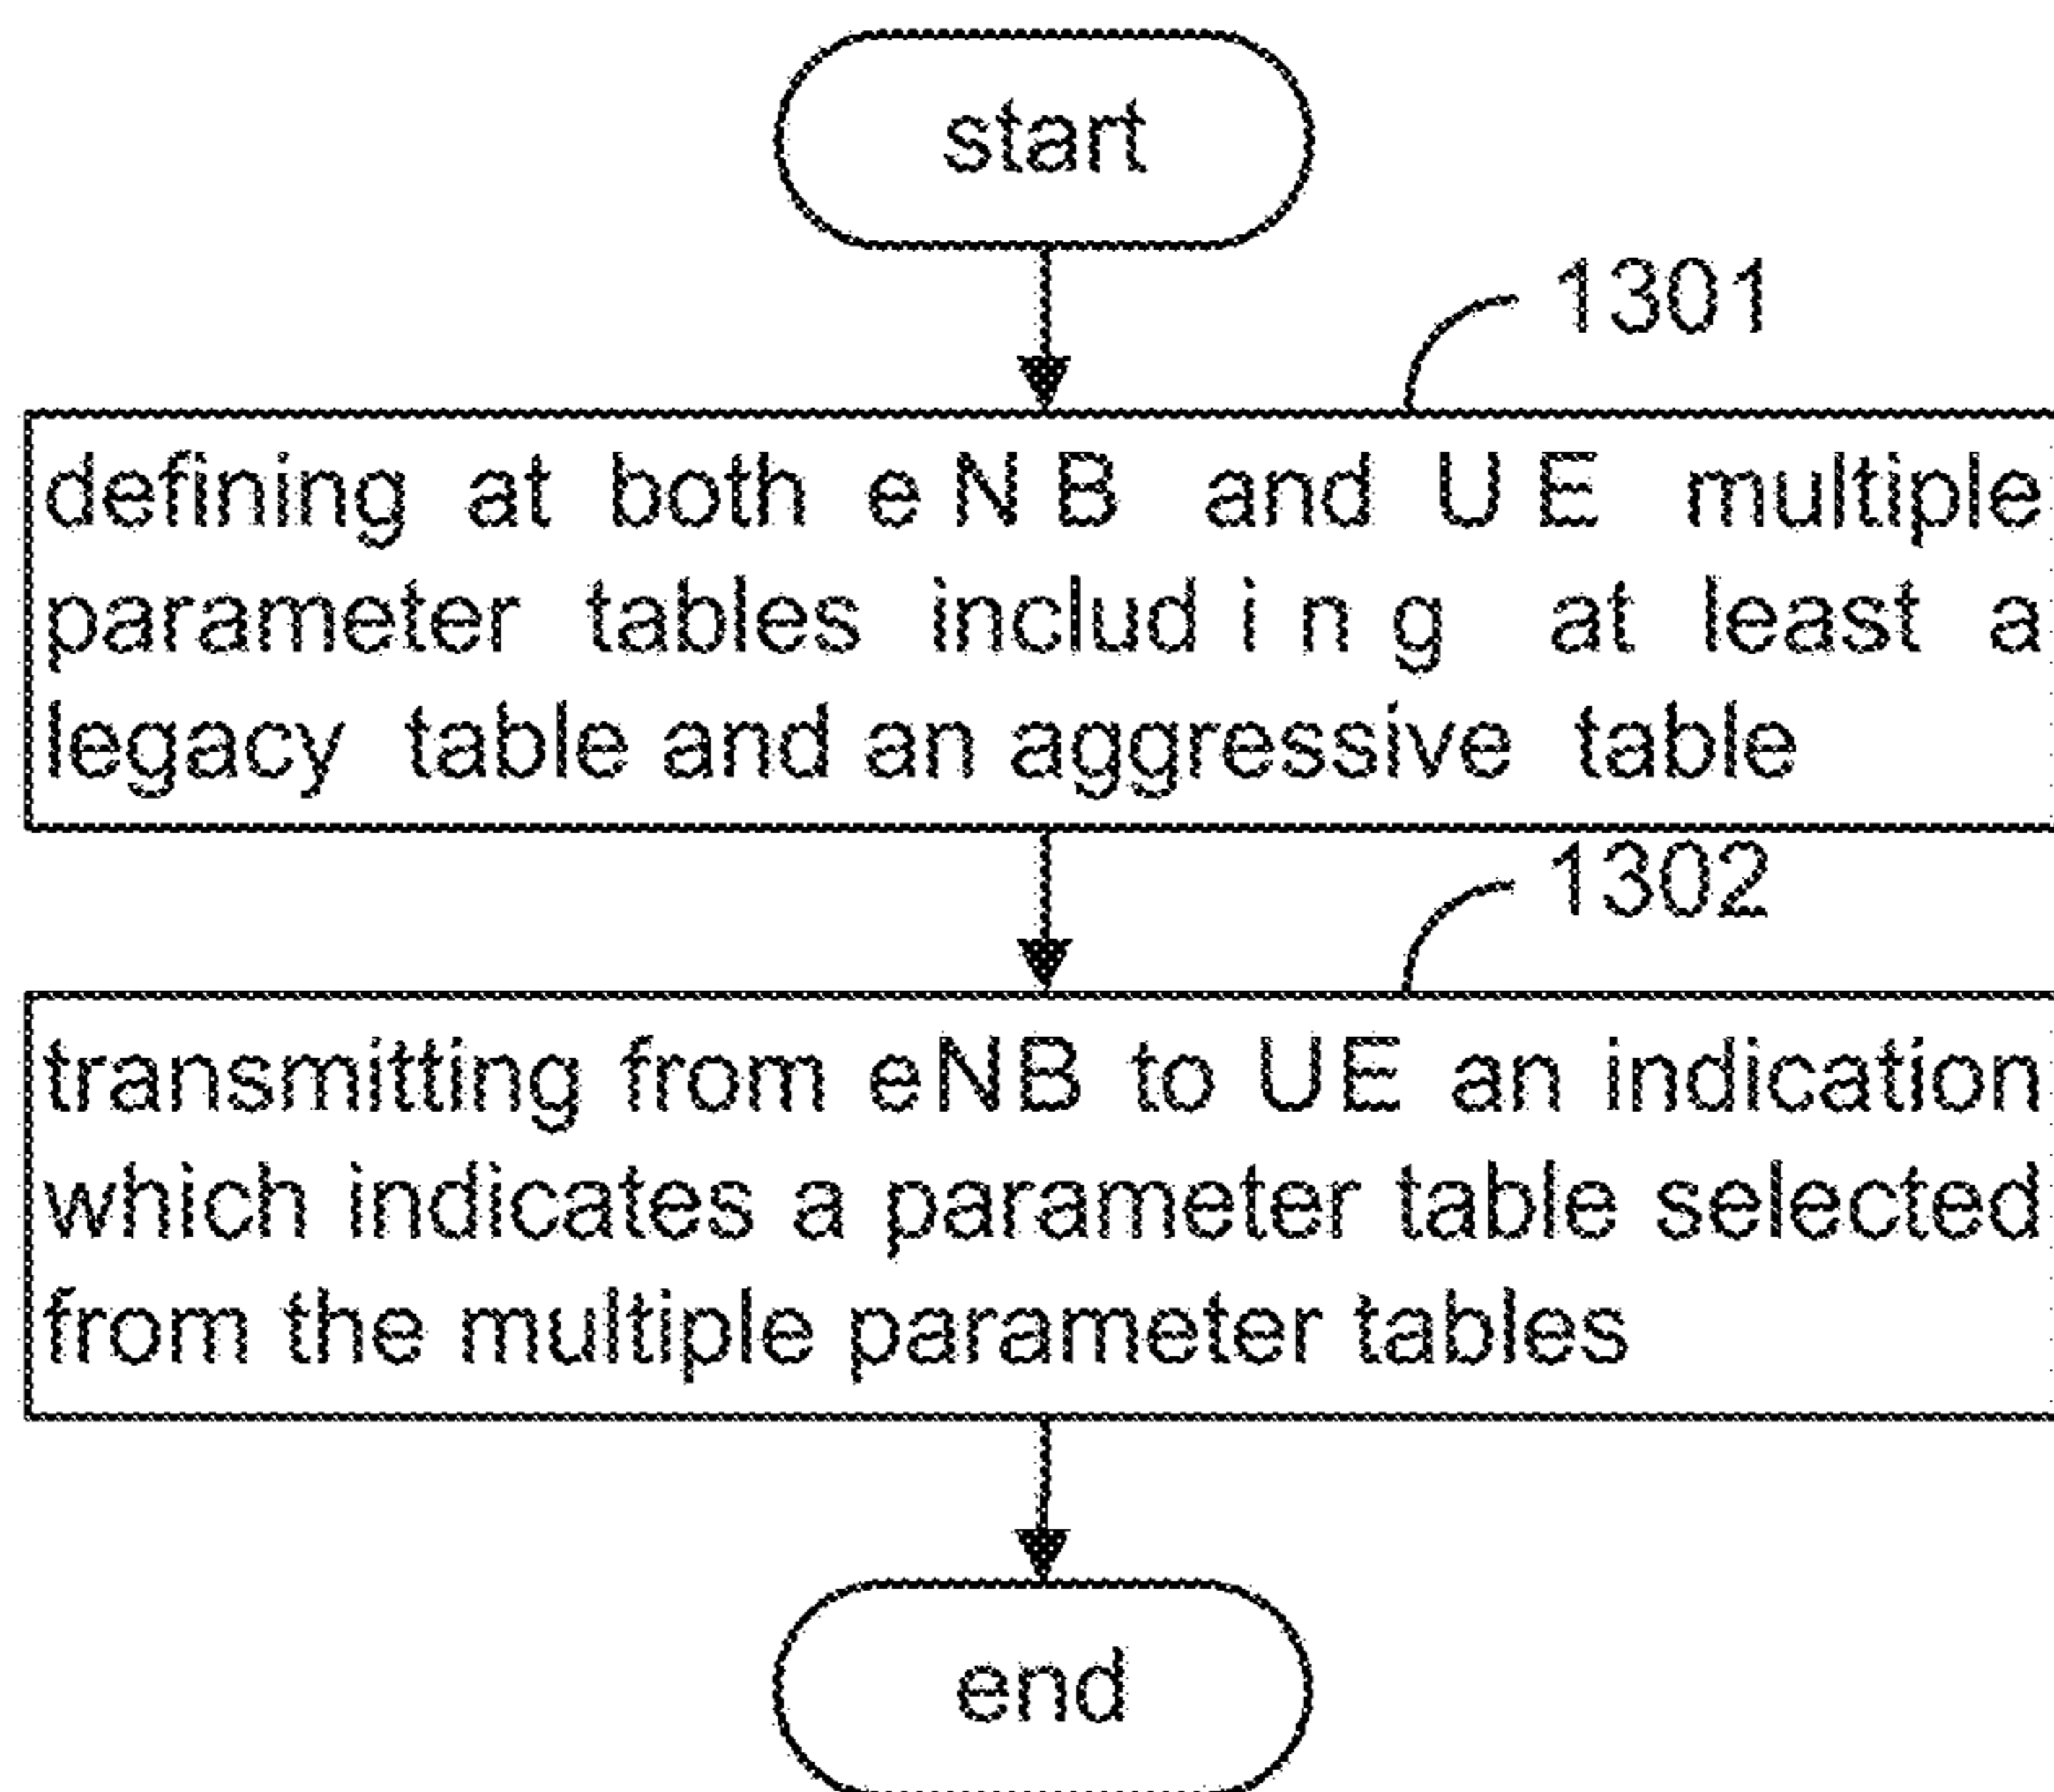 start
1301
defining at both eNB and UE multiple
parameter tables including at least a
legacy table and an aggressive table
1302
transmitting from eNB to UE an indication
which indicates a parameter table selected
from the multiple parameter tables
end